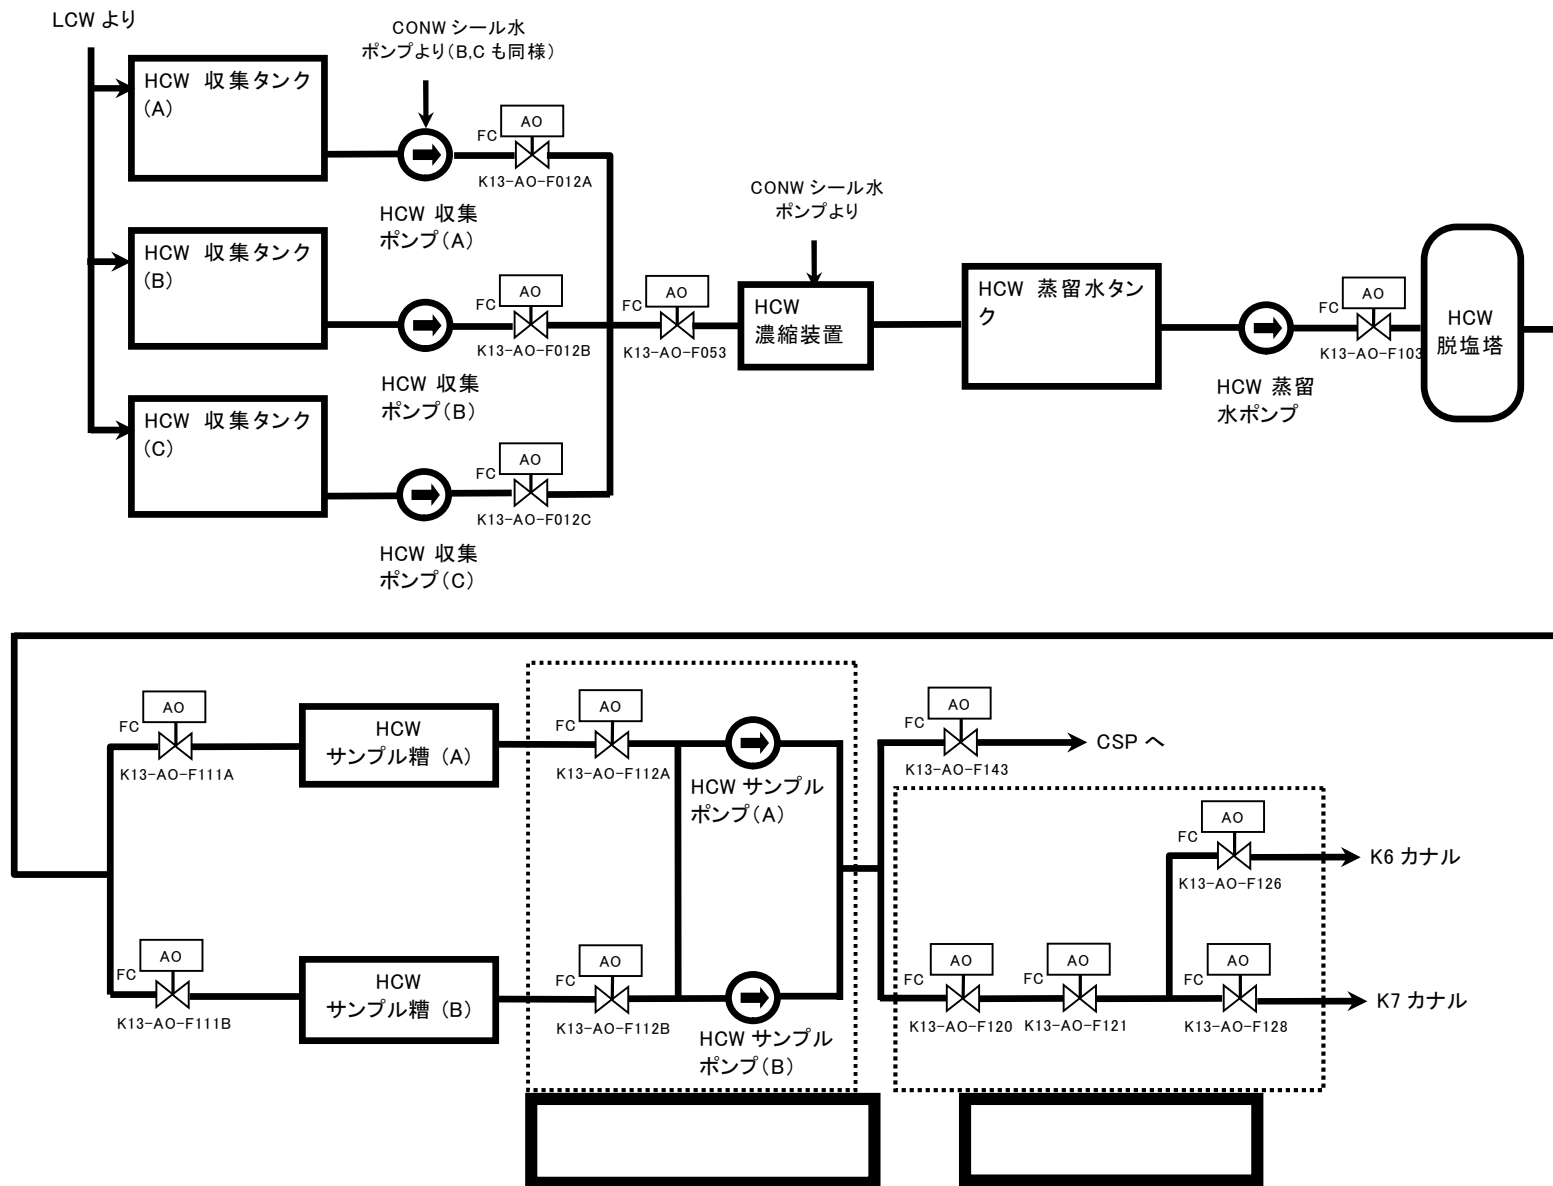 LCW より
CONW シール水
ポンプより(B,C も同様)
HCW 収集タンク
(A)
AO
FC
K13-AO-F012A
HCW 収集
ポンプ(A)
HCW 収集タンク
(B)
AO
FC
K13-AO-F012B
HCW 収集
ポンプ(B)
AO
FC
K13-AO-F053
CONW シール水
ポンプより
HCW
濃縮装置
HCW 蒸留水タン
ク
HCW 蒸留
水ポンプ
AO
FC
K13-AO-F103
HCW
脱塩塔
HCW 収集タンク
(C)
AO
FC
K13-AO-F012C
HCW 収集
ポンプ(C)
AO
FC
K13-AO-F111A
HCW
サンプル糟 (A)
AO
FC
K13-AO-F112A
HCW サンプル
ポンプ(A)
AO
FC
K13-AO-F143
CSP へ
AO
FC
K13-AO-F126
K6 カナル
AO
FC
K13-AO-F111B
HCW
サンプル糟 (B)
AO
FC
K13-AO-F112B
HCW サンプル
ポンプ(B)
AO
FC
K13-AO-F120
AO
FC
K13-AO-F121
AO
FC
K13-AO-F128
K7 カナル